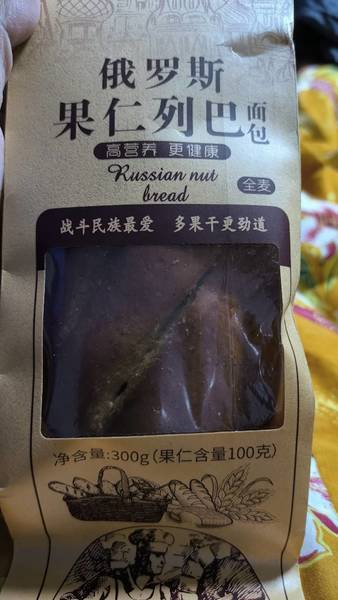 俄罗斯
果仁列巴面包
高营养 更健康
Russian nut
bread
全麦
战斗民族最爱 多果干更劲道
净含量:300g(果仁含量100克)